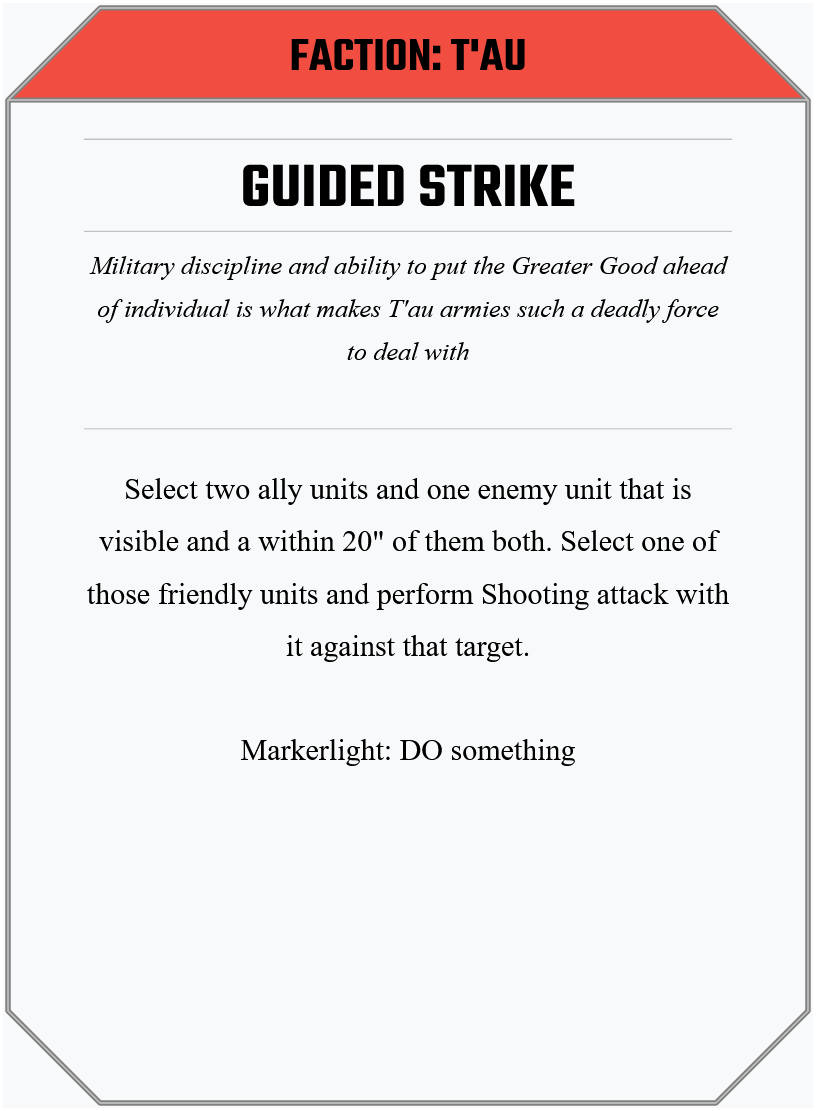 FACTION: T'AU
GUIDED STRIKE
Military discipline and ability to put the Greater Good ahead
of individual is what makes T'au armies such a deadly force
to deal with
Select two ally units and one enemy unit that is
visible and a within 20" of them both. Select one of
those friendly units and perform Shooting attack with
it against that target.
Markerlight: DO something